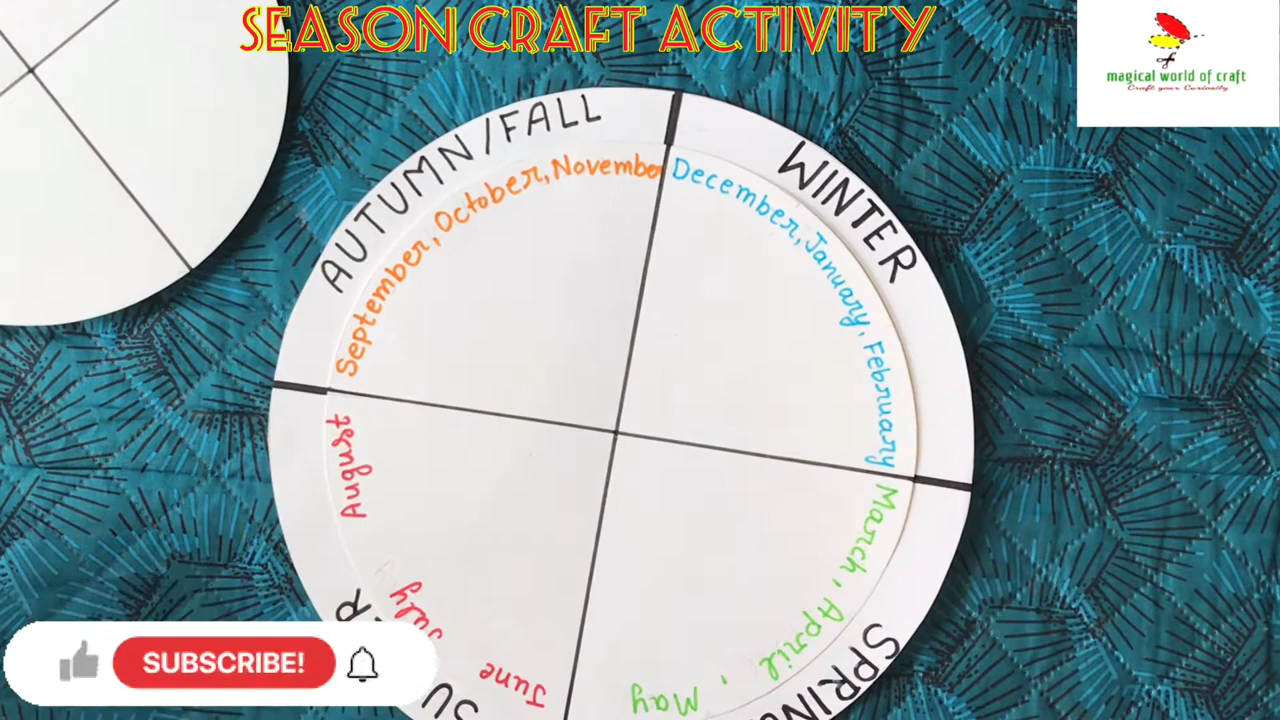 SEASON CRAFT ACTIVITY
magical world of craft
Craft your Curiosity
AUTUMN/FALL
September, October, November
WINTER
December, January, February
March, April, May
June
July
August
SUBSCRIBE!